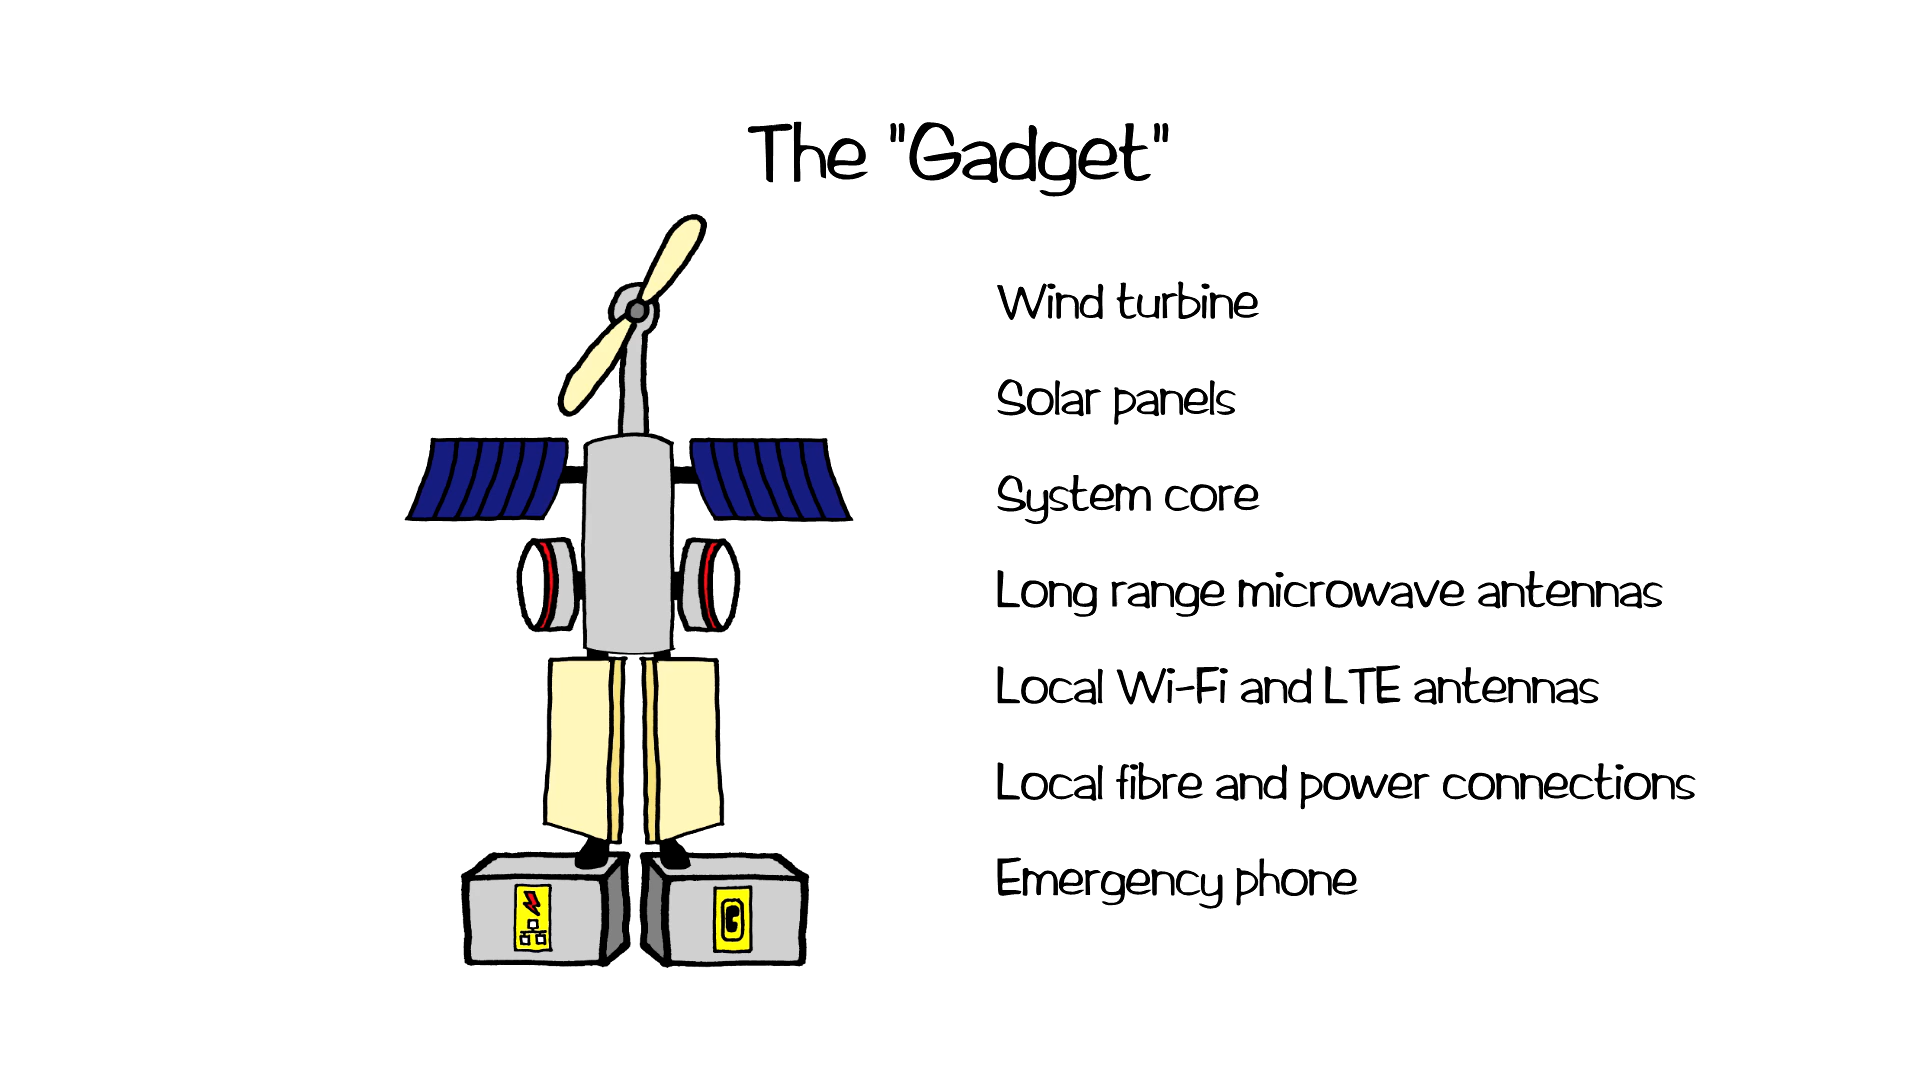 The "Gadget"
Wind turbine
Solar panels
System core
Long range microwave antennas
Local Wi-Fi and LTE antennas
Local fibre and power connections
Emergency phone